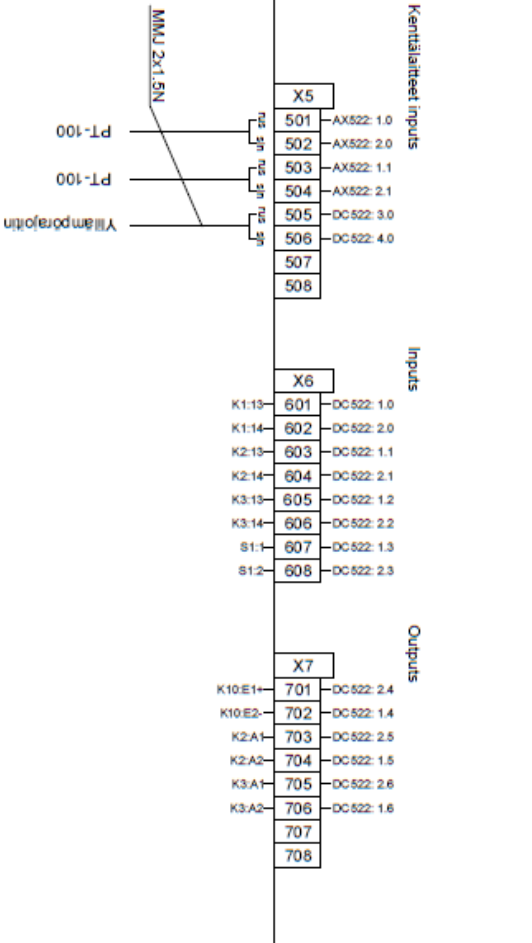 Kenttälaitteet inputs
MMJ 2x1.5N
X5
PT-100 rus 501 AX522: 1.0
sin 502 AX522: 2.0
PT-100 rus 503 AX522: 1.1
sin 504 AX522: 2.1
Ylilämpörajoitin rus 505 DC522: 3.0
sin 506 DC522: 4.0
507
508
Inputs
X6
K1:13 601 DC522: 1.0
K1:14 602 DC522: 2.0
K2:13 603 DC522: 1.1
K2:14 604 DC522: 2.1
K3:13 605 DC522: 1.2
K3:14 606 DC522: 2.2
S1:1 607 DC522: 1.3
S1:2 608 DC522: 2.3
Outputs
X7
K10:E1+ 701 DC522: 2.4
K10:E2- 702 DC522: 1.4
K2:A1 703 DC522: 2.5
K2:A2 704 DC522: 1.5
K3:A1 705 DC522: 2.6
K3:A2 706 DC522: 1.6
707
708